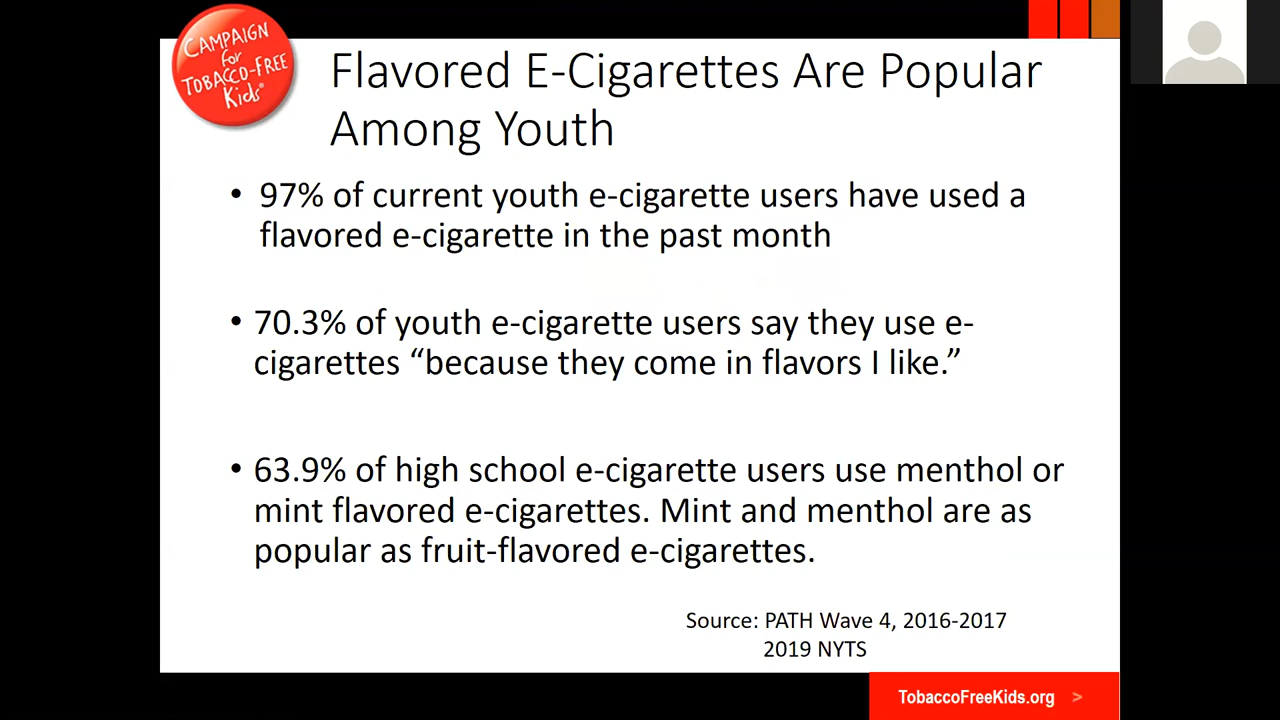 CAMPAIGN
for
TOBACCO-FREE
Kids®
Flavored E-Cigarettes Are Popular
Among Youth
• 97% of current youth e-cigarette users have used a
flavored e-cigarette in the past month
• 70.3% of youth e-cigarette users say they use e-
cigarettes “because they come in flavors I like.”
• 63.9% of high school e-cigarette users use menthol or
mint flavored e-cigarettes. Mint and menthol are as
popular as fruit-flavored e-cigarettes.
Source: PATH Wave 4, 2016-2017
2019 NYTS
TobaccoFreeKids.org >